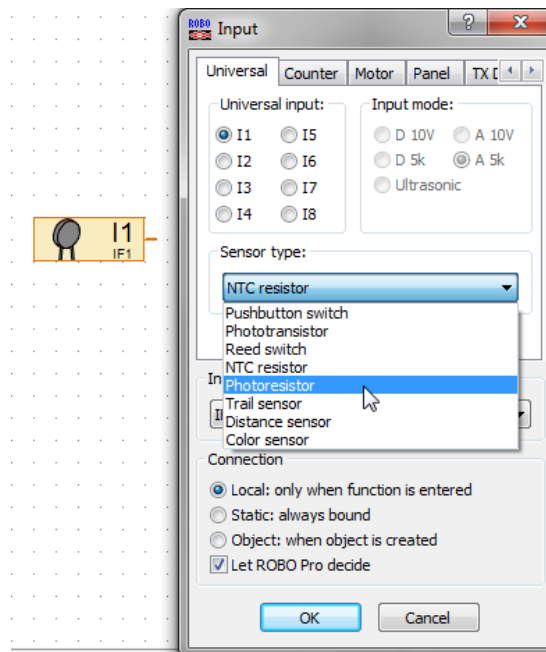 ROBO Input
Universal Counter Motor Panel TX
Universal input:
I1 I5
I2 I6
I3 I7
I4 I8
Input mode:
D 10V A 10V
D 5k A 5k
Ultrasonic
I1
IF1
Sensor type:
NTC resistor
Pushbutton switch
Phototransistor
Reed switch
NTC resistor
Photoresistor
Trail sensor
Distance sensor
Color sensor
In
Connection
Local: only when function is entered
Static: always bound
Object: when object is created
Let ROBO Pro decide
OK Cancel